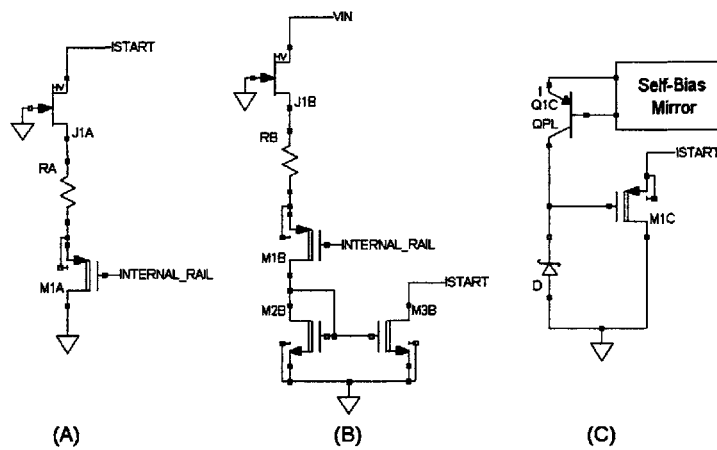 ISTART
HV
J1A
RA
M1A
INTERNAL_RAIL
(A)
VIN
HV
J1B
RB
M1B
INTERNAL_RAIL
ISTART
M2B
M3B
(B)
1
Q1C
QPL
Self-Bias
Mirror
ISTART
M1C
D
(C)